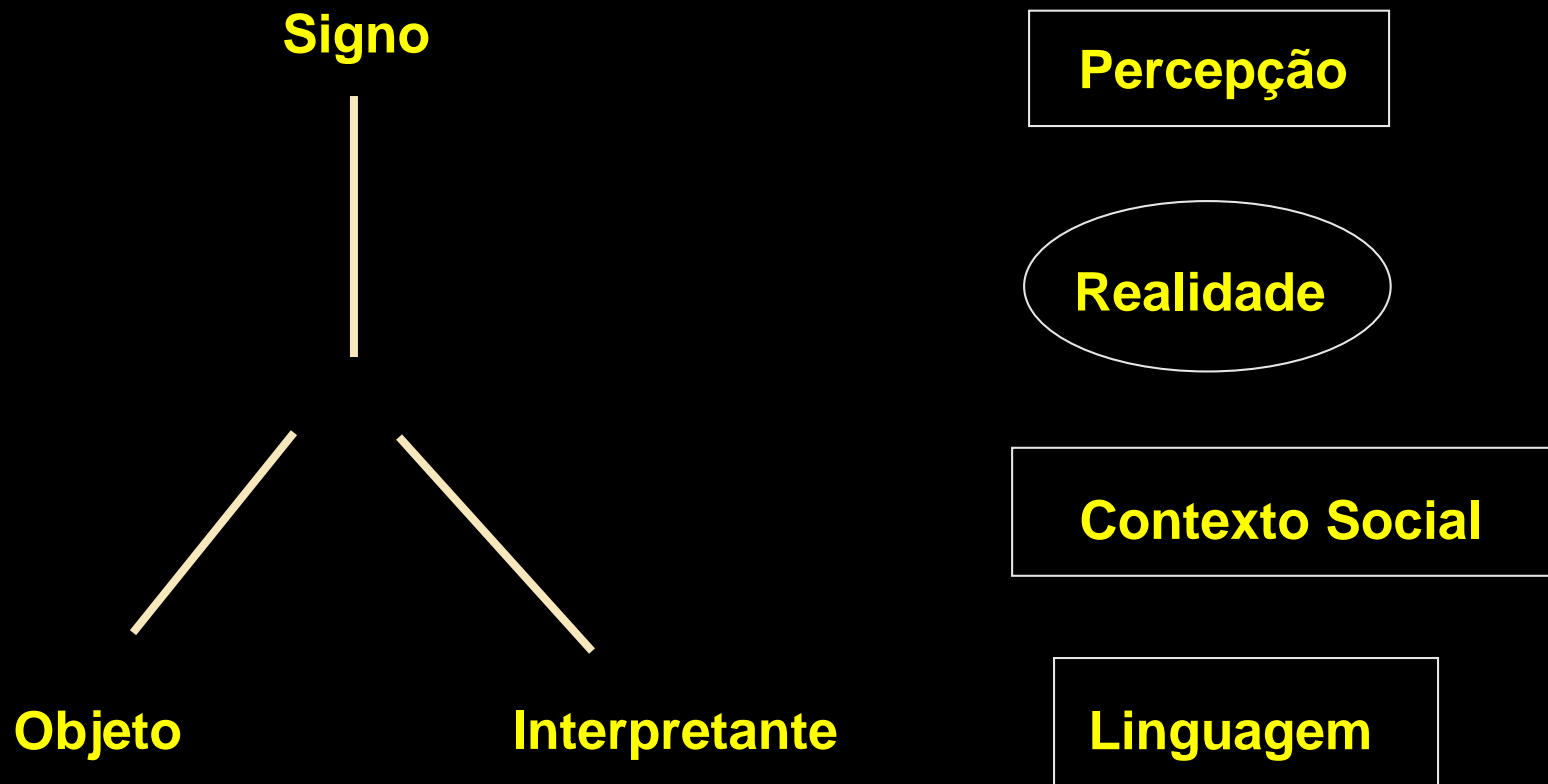 Signo
Objeto
Interpretante
Percepção
Realidade
Contexto Social
Linguagem